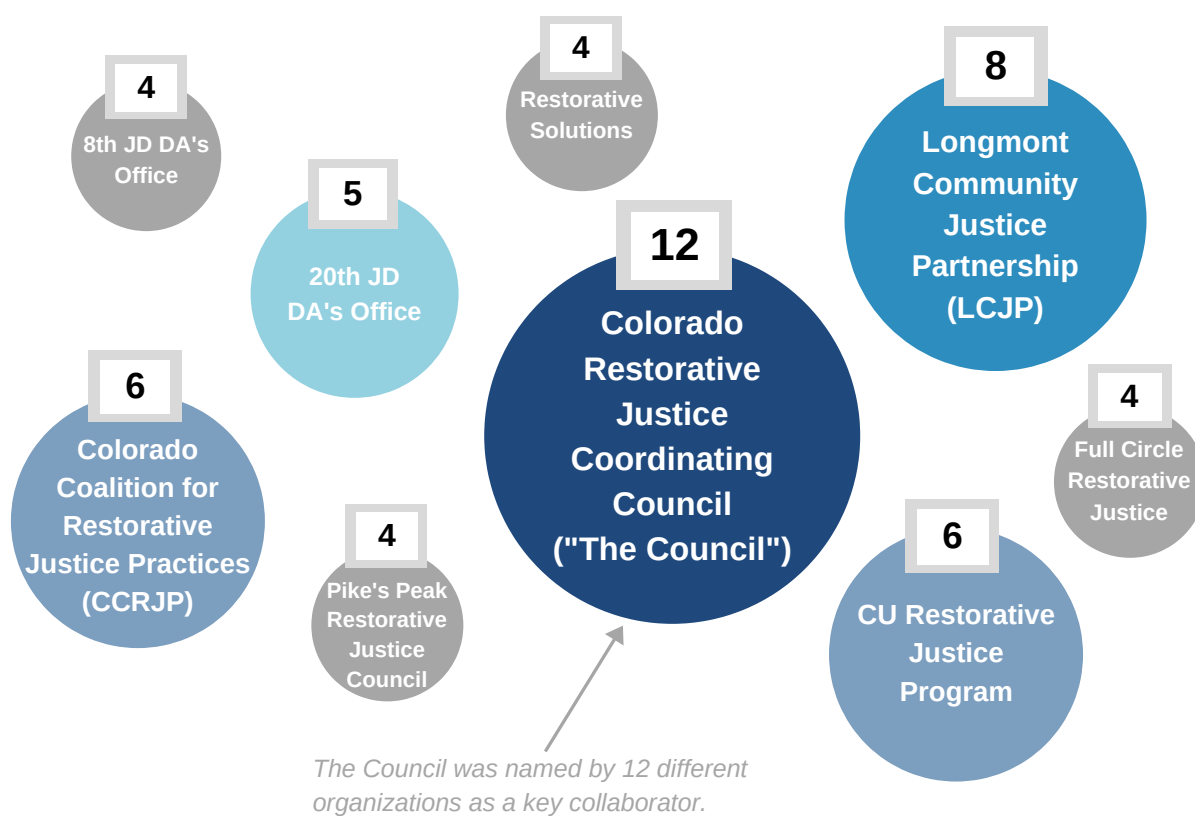 4
8th JD DA's
Office
4
Restorative
Solutions
8
Longmont
Community
Justice
Partnership
(LCJP)
5
20th JD
DA's Office
12
Colorado
Restorative
Justice
Coordinating
Council
("The Council")
6
Colorado
Coalition for
Restorative
Justice Practices
(CCRJP)
4
Full Circle
Restorative
Justice
4
Pike's Peak
Restorative
Justice
Council
6
CU Restorative
Justice
Program
The Council was named by 12 different
organizations as a key collaborator.